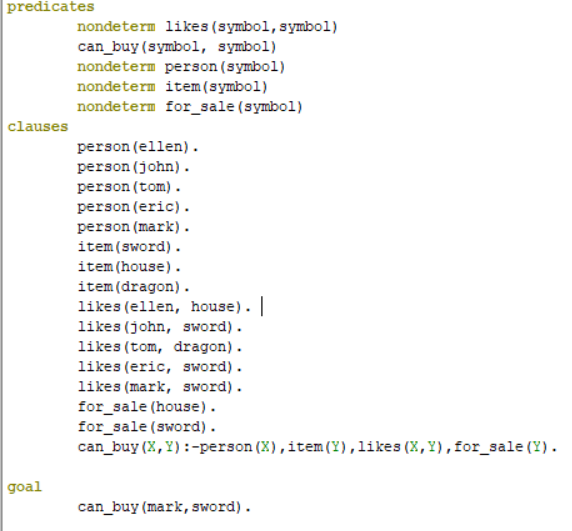 predicates
nondeterm likes(symbol,symbol)
can_buy(symbol, symbol)
nondeterm person(symbol)
nondeterm item(symbol)
nondeterm for_sale(symbol)
clauses
person(ellen).
person(john).
person(tom).
person(eric).
person(mark).
item(sword).
item(house).
item(dragon).
likes(ellen, house).
likes(john, sword).
likes(tom, dragon).
likes(eric, sword).
likes(mark, sword).
for_sale(house).
for_sale(sword).
can_buy(X,Y):-person(X),item(Y),likes(X,Y),for_sale(Y).
goal
can_buy(mark,sword).